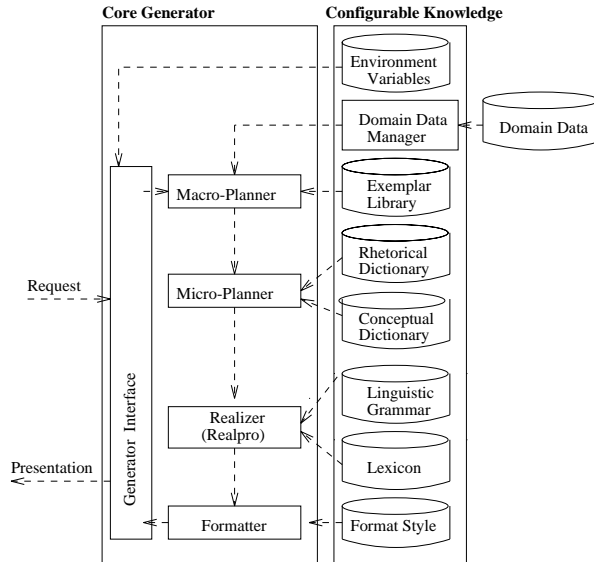 Core Generator
Configurable Knowledge
Environment
Variables
Domain Data
Manager
Domain Data
Macro-Planner
Exemplar
Library
Rhetorical
Dictionary
Request
Micro-Planner
Conceptual
Dictionary
Generator Interface
Linguistic
Grammar
Realizer
(Realpro)
Presentation
Lexicon
Formatter
Format Style